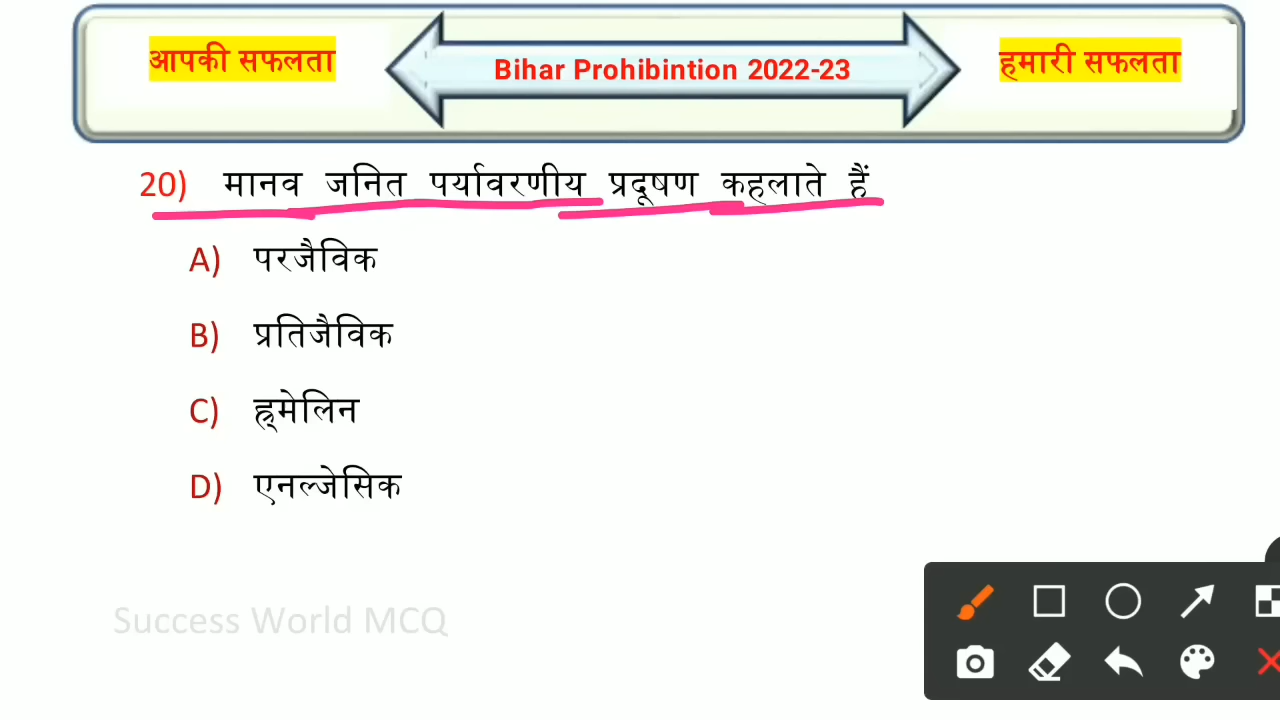 आपकी सफलता
Bihar Prohibintion 2022-23
हमारी सफलता
20) मानव जनित पर्यावरणीय प्रदूषण कहलाते हैं
A) परजैविक
B) प्रतिजैविक
C) ह्र्मेलिन
D) एनल्जेसिक
Success World MCQ